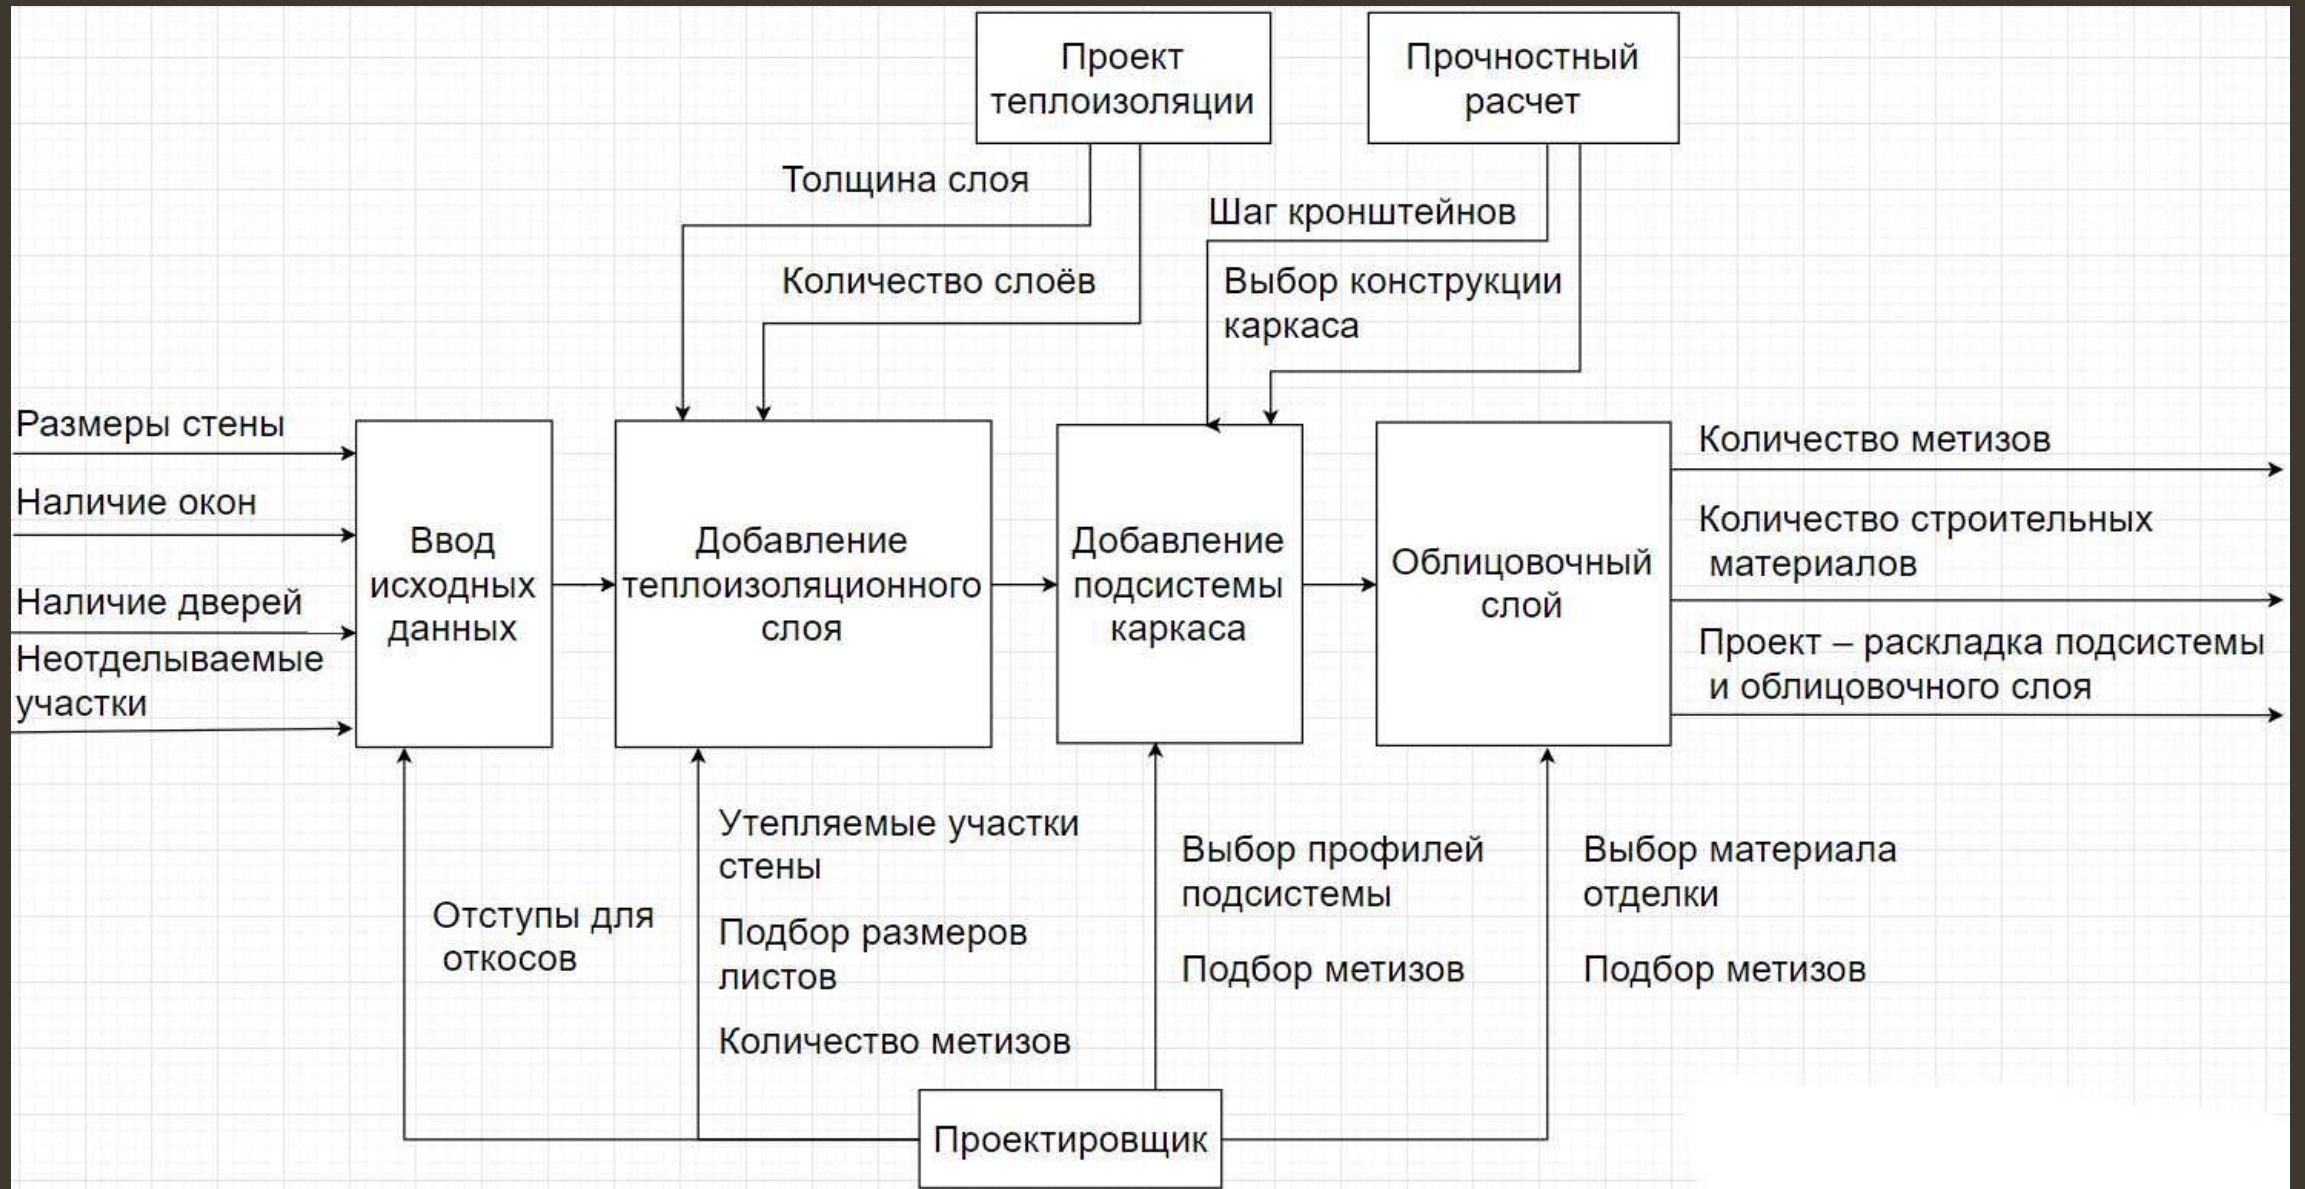 Проект
теплоизоляции
Прочностный
расчет
Толщина слоя
Шаг кронштейнов
Количество слоёв
Выбор конструкции
каркаса
Размеры стены
Наличие окон
Наличие дверей
Неотделываемые
участки
Ввод
исходных
данных
Добавление
теплоизоляционного
слоя
Добавление
подсистемы
каркаса
Облицовочный
слой
Количество метизов
Количество строительных
материалов
Проект – раскладка подсистемы
и облицовочного слоя
Отступы для
откосов
Утепляемые участки
стены
Подбор размеров
листов
Количество метизов
Выбор профилей
подсистемы
Подбор метизов
Выбор материала
отделки
Подбор метизов
Проектировщик